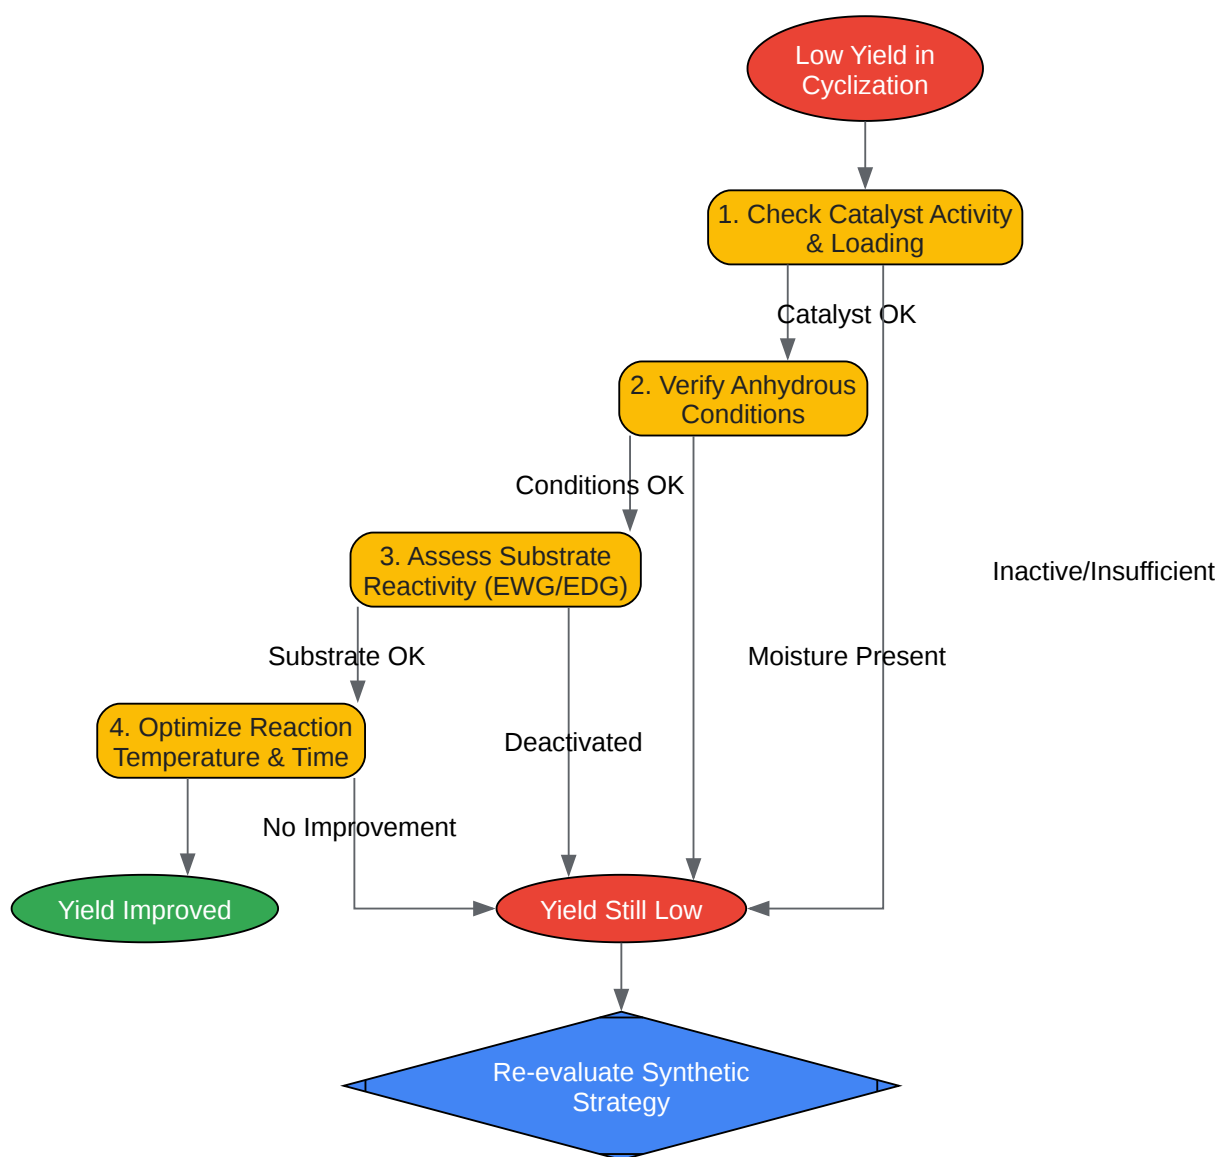 Low Yield in
Cyclization
1. Check Catalyst Activity
& Loading
Catalyst OK
2. Verify Anhydrous
Conditions
Conditions OK
3. Assess Substrate
Reactivity (EWG/EDG)
Inactive/Insufficient
Substrate OK
Moisture Present
4. Optimize Reaction
Temperature & Time
Deactivated
No Improvement
Yield Improved
Yield Still Low
Re-evaluate Synthetic
Strategy